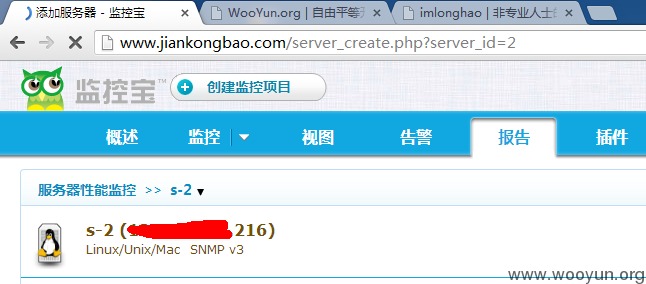 添加服务器 - 监控宝
WooYun.org | 自由平等
imlonghao | 非专业人士
www.jiankongbao.com/server_create.php?server_id=2
监控宝™
创建监控项目
概述 监控 视图 告警 报告 插件
服务器性能监控 >> s-2
s-2 ( .216)
Linux/Unix/Mac SNMP v3
www.wooyun.org